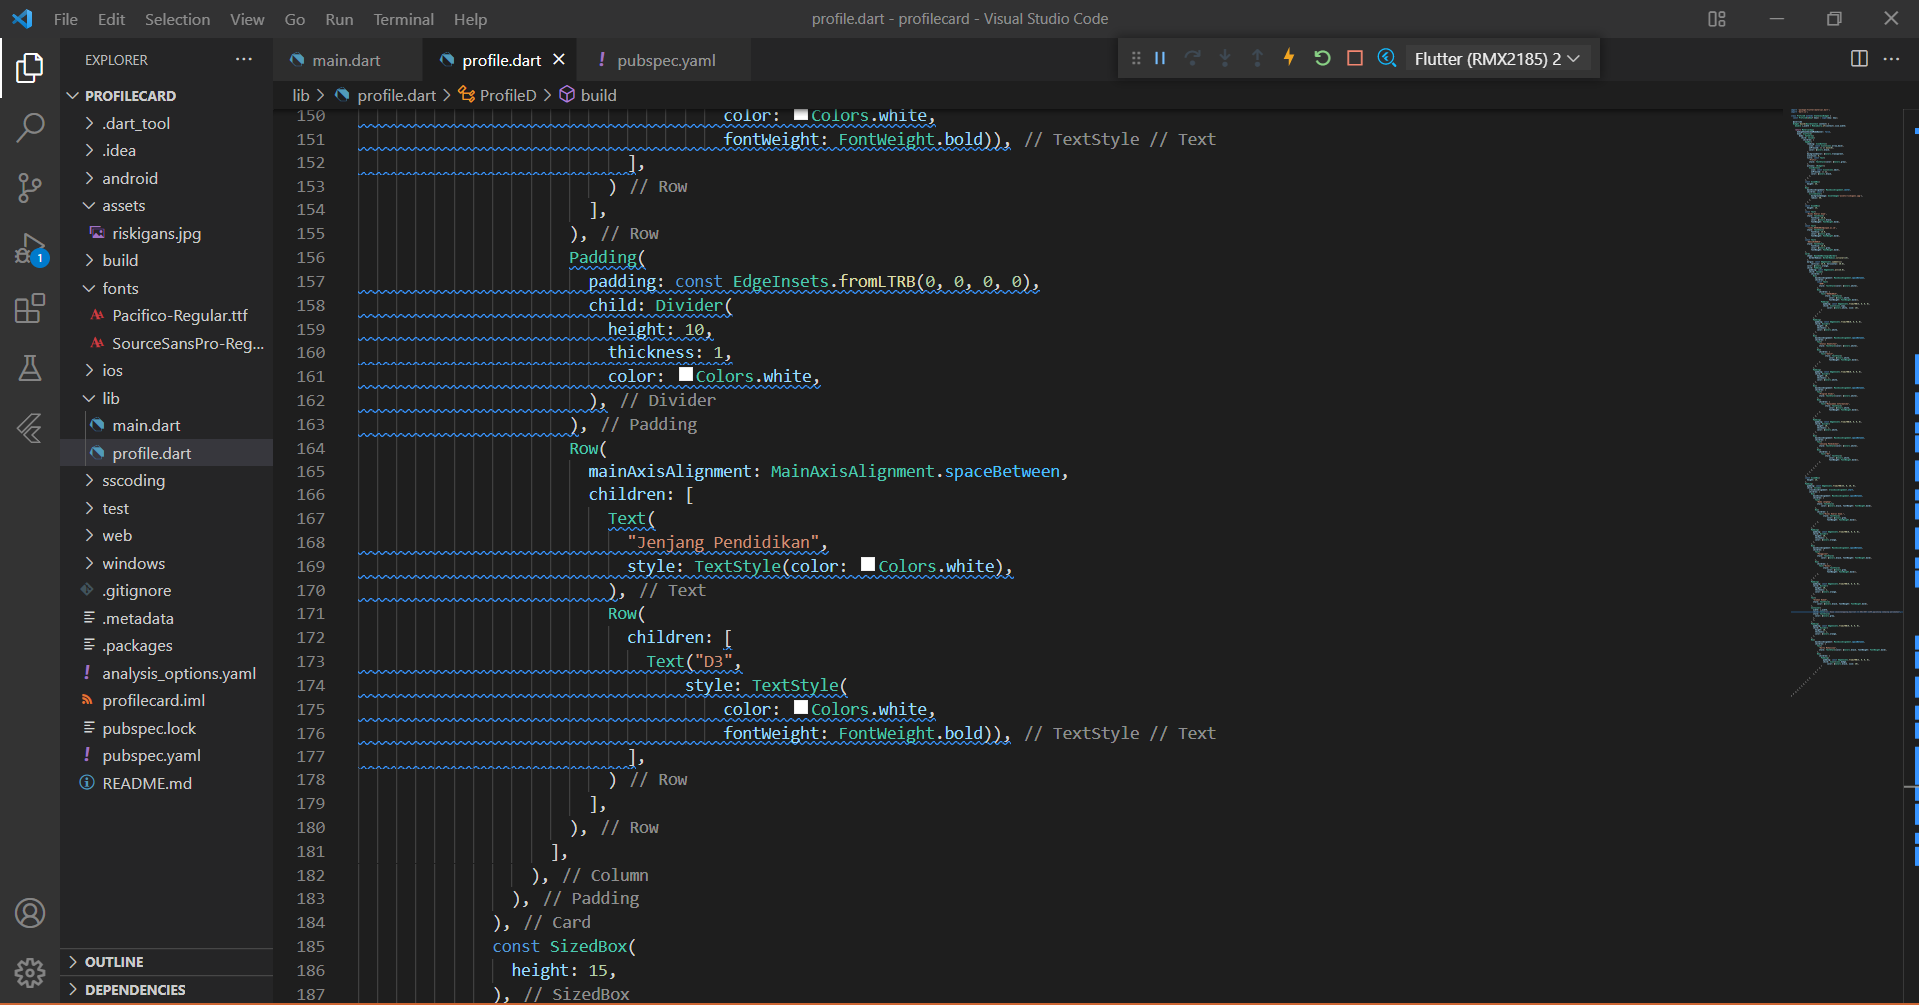 File Edit Selection View Go Run Terminal Help
profile.dart - profilecard - Visual Studio Code
EXPLORER
main.dart
profile.dart
! pubspec.yaml
Flutter (RMX2185) 2
lib > profile.dart > ProfileD > build
PROFILECARD
.dart_tool
.idea
android
assets
riskigans.jpg
build
fonts
Pacifico-Regular.ttf
SourceSansPro-Reg...
ios
lib
main.dart
profile.dart
sscoding
test
web
windows
.gitignore
.metadata
.packages
! analysis_options.yaml
profilecard.iml
pubspec.lock
! pubspec.yaml
README.md
OUTLINE
DEPENDENCIES
1
150 color: Colors.white,
151 fontWeight: FontWeight.bold)), // TextStyle // Text
152 ],
153 ) // Row
154 ],
155 ), // Row
156 Padding(
157 padding: const EdgeInsets.fromLTRB(0, 0, 0, 0),
158 child: Divider(
159 height: 10,
160 thickness: 1,
161 color: Colors.white,
162 ), // Divider
163 ), // Padding
164 Row(
165 mainAxisAlignment: MainAxisAlignment.spaceBetween,
166 children: [
167 Text(
168 "Jenjang Pendidikan",
169 style: TextStyle(color: Colors.white),
170 ), // Text
171 Row(
172 children: [
173 Text("D3",
174 style: TextStyle(
175 color: Colors.white,
176 fontWeight: FontWeight.bold)), // TextStyle // Text
177 ],
178 ) // Row
179 ],
180 ), // Row
181 ],
182 ), // Column
183 ), // Padding
184 ), // Card
185 const SizedBox(
186 height: 15,
187 ), // SizedBox